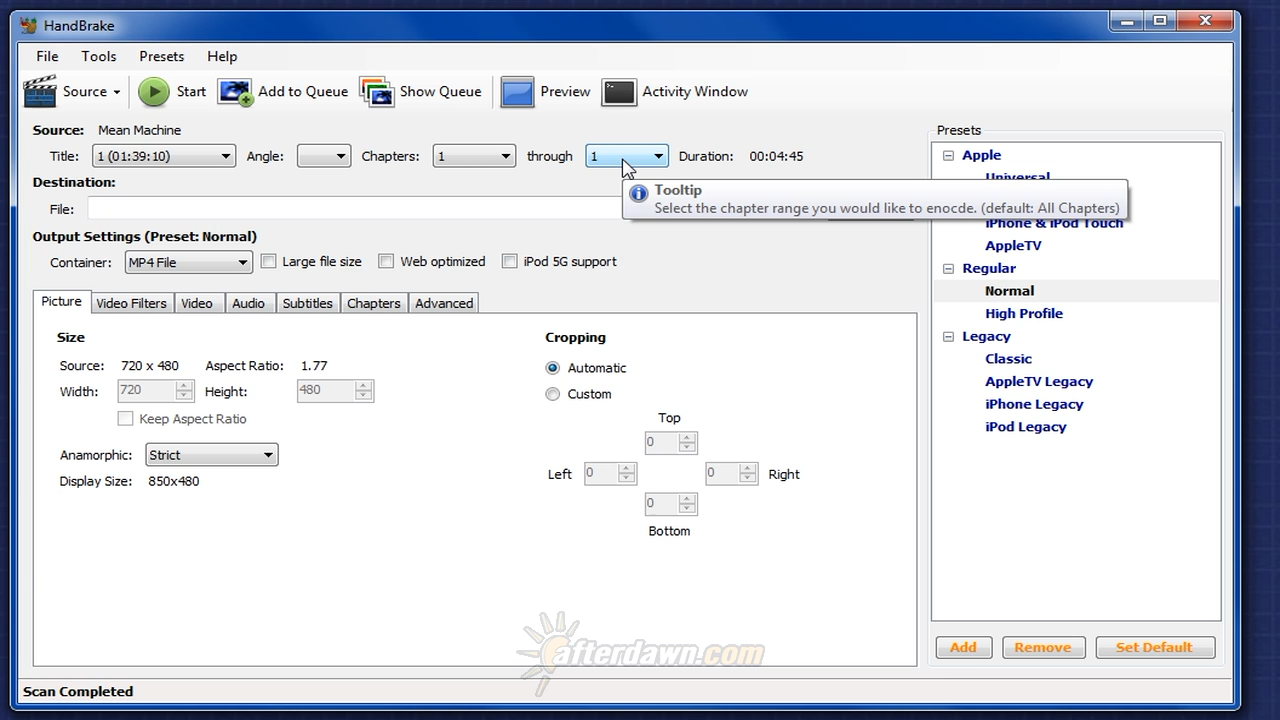 HandBrake
File Tools Presets Help
Source Start Add to Queue Show Queue Preview Activity Window
Source: Mean Machine
Title: 1 (01:39:10) Angle: Chapters: 1 through 1 Duration: 00:04:45
Destination:
File:
Tooltip
Select the chapter range you would like to enocde. (default: All Chapters)
Output Settings (Preset: Normal)
Container: MP4 File Large file size Web optimized iPod 5G support
Picture Video Filters Video Audio Subtitles Chapters Advanced
Size
Source: 720 x 480 Aspect Ratio: 1.77
Width: 720 Height: 480
Keep Aspect Ratio
Anamorphic: Strict
Display Size: 850x480
Cropping
Automatic
Custom
Top
0
Left 0 0 Right
0
Bottom
Presets
Apple
Universal
iPhone & iPod Touch
AppleTV
Regular
Normal
High Profile
Legacy
Classic
AppleTV Legacy
iPhone Legacy
iPod Legacy
Add Remove Set Default
afterdawn.com
Scan Completed